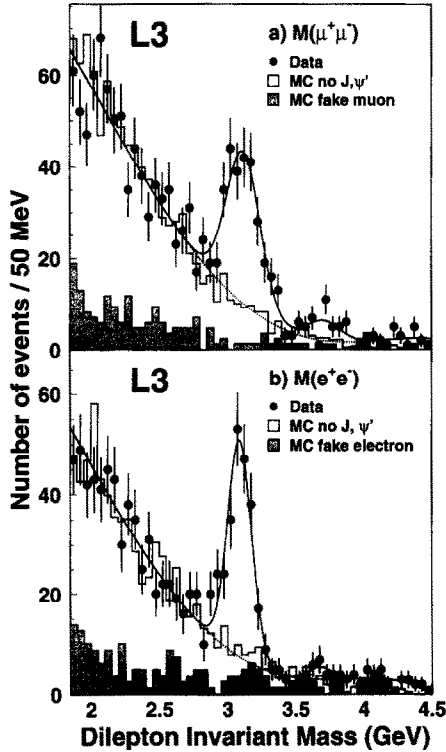 L3
a) M(μ⁺μ⁻)
Data
MC no J,ψ'
MC fake muon
60
40
20
0
L3
b) M(e⁺e⁻)
Data
MC no J, ψ'
MC fake electron
60
40
20
0
Number of events / 50 MeV
2
2.5
3
3.5
4
4.5
Dilepton Invariant Mass (GeV)